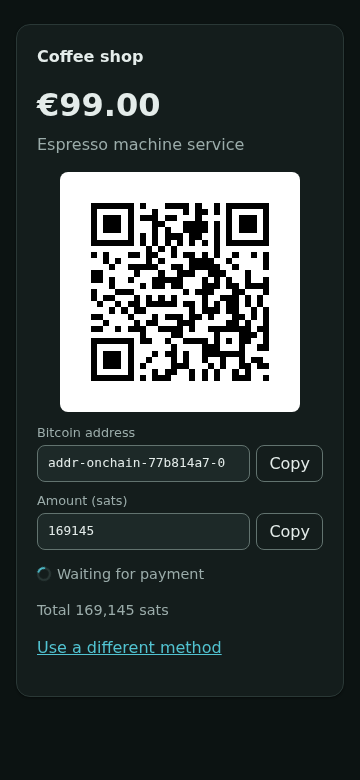 Coffee shop
€99.00
Espresso machine service
Bitcoin address
addr-onchain-77b814a7-0
Copy
Amount (sats)
169145
Copy
Waiting for payment
Total 169,145 sats
Use a different method